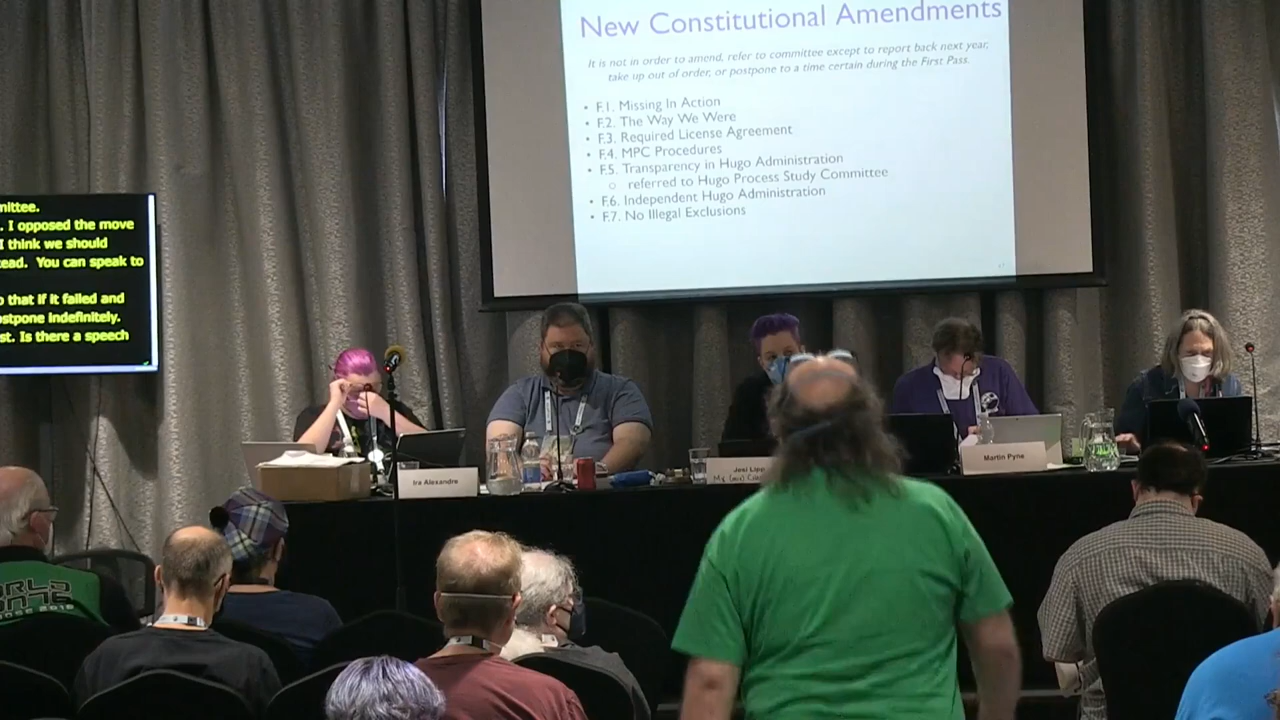 New Constitutional Amendments
It is not in order to amend, refer to committee except to report back next year,
take up out of order, or postpone to a time certain during the First Pass.
• F.1. Missing In Action
• F.2. The Way We Were
• F.3. Required License Agreement
• F.4. MPC Procedures
• F.5. Transparency in Hugo Administration
○ referred to Hugo Process Study Committee
• F.6. Independent Hugo Administration
• F.7. No Illegal Exclusions
mittee.
. I opposed the move
I think we should
ead. You can speak to
that if it failed and
stpone indefinitely.
st. Is there a speech
Ira Alexandre
Jesi Lipp
Martin Pyne